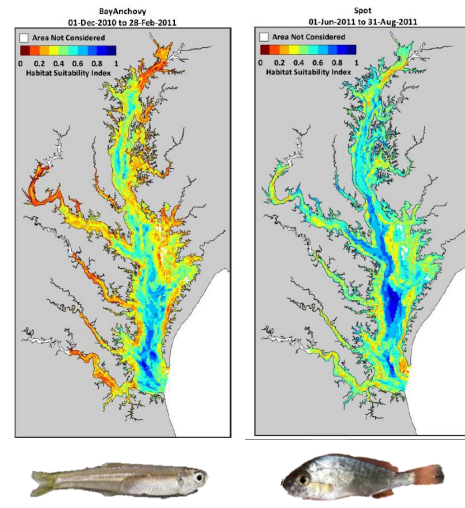 BayAnchovy
01-Dec-2010 to 28-Feb-2011
Area Not Considered
0 0.2 0.4 0.6 0.8 1
Habitat Suitability Index
Spot
01-Jun-2011 to 31-Aug-2011
Area Not Considered
0 0.2 0.4 0.6 0.8 1
Habitat Suitability Index